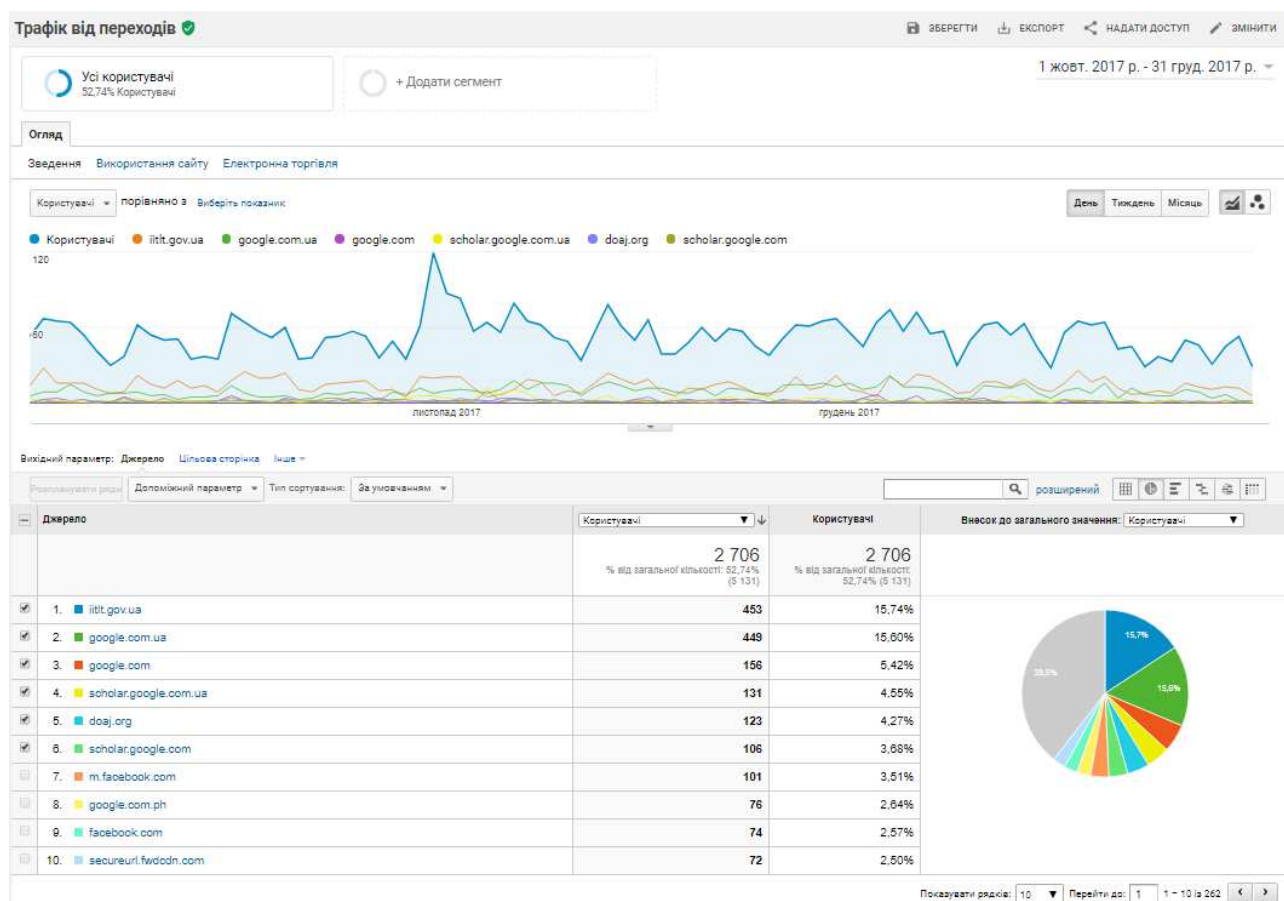 Трафік від переходів
ЗБЕРЕГТИ ЕКСПОРТ НАДАТИ ДОСТУП ЗМІНИТИ
1 жовт. 2017 р. - 31 груд. 2017 р.
Усі користувачі
52,74% Користувачі
+ Додати сегмент
Огляд
Зведення Використання сайту Електронна торгівля
Користувачі порівняно з Виберіть показник
День Тиждень Місяць
Користувачі iitlt.gov.ua google.com.ua google.com scholar.google.com.ua doaj.org scholar.google.com
120
60
листопад 2017 грудень 2017
Вихідний параметр: Джерело Цільова сторінка Інше
Розпланувати ряди Допоміжний параметр Тип сортування: За умовчанням розширений
Джерело Користувачі Користувачі Внесок до загального значення: Користувачі
2 706 2 706
% від загальної кількості: 52,74% (5 131) % від загальної кількості: 52,74% (5 131)
1. iitlt.gov.ua 453 15,74%
2. google.com.ua 449 15,60%
3. google.com 156 5,42%
4. scholar.google.com.ua 131 4,55%
5. doaj.org 123 4,27%
6. scholar.google.com 106 3,68%
7. m.facebook.com 101 3,51%
8. google.com.ph 76 2,64%
9. facebook.com 74 2,57%
10. secureurl.fwdcdn.com 72 2,50%
15,7%
15,6%
39,5%
Показувати рядків: 10 Перейти до: 1 1 – 10 із 262